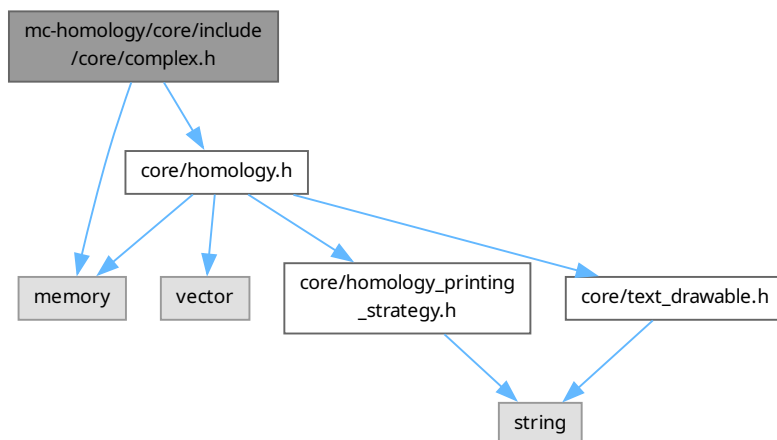 mc-homology/core/include
/core/complex.h
core/homology.h
memory
vector
core/homology_printing
_strategy.h
core/text_drawable.h
string